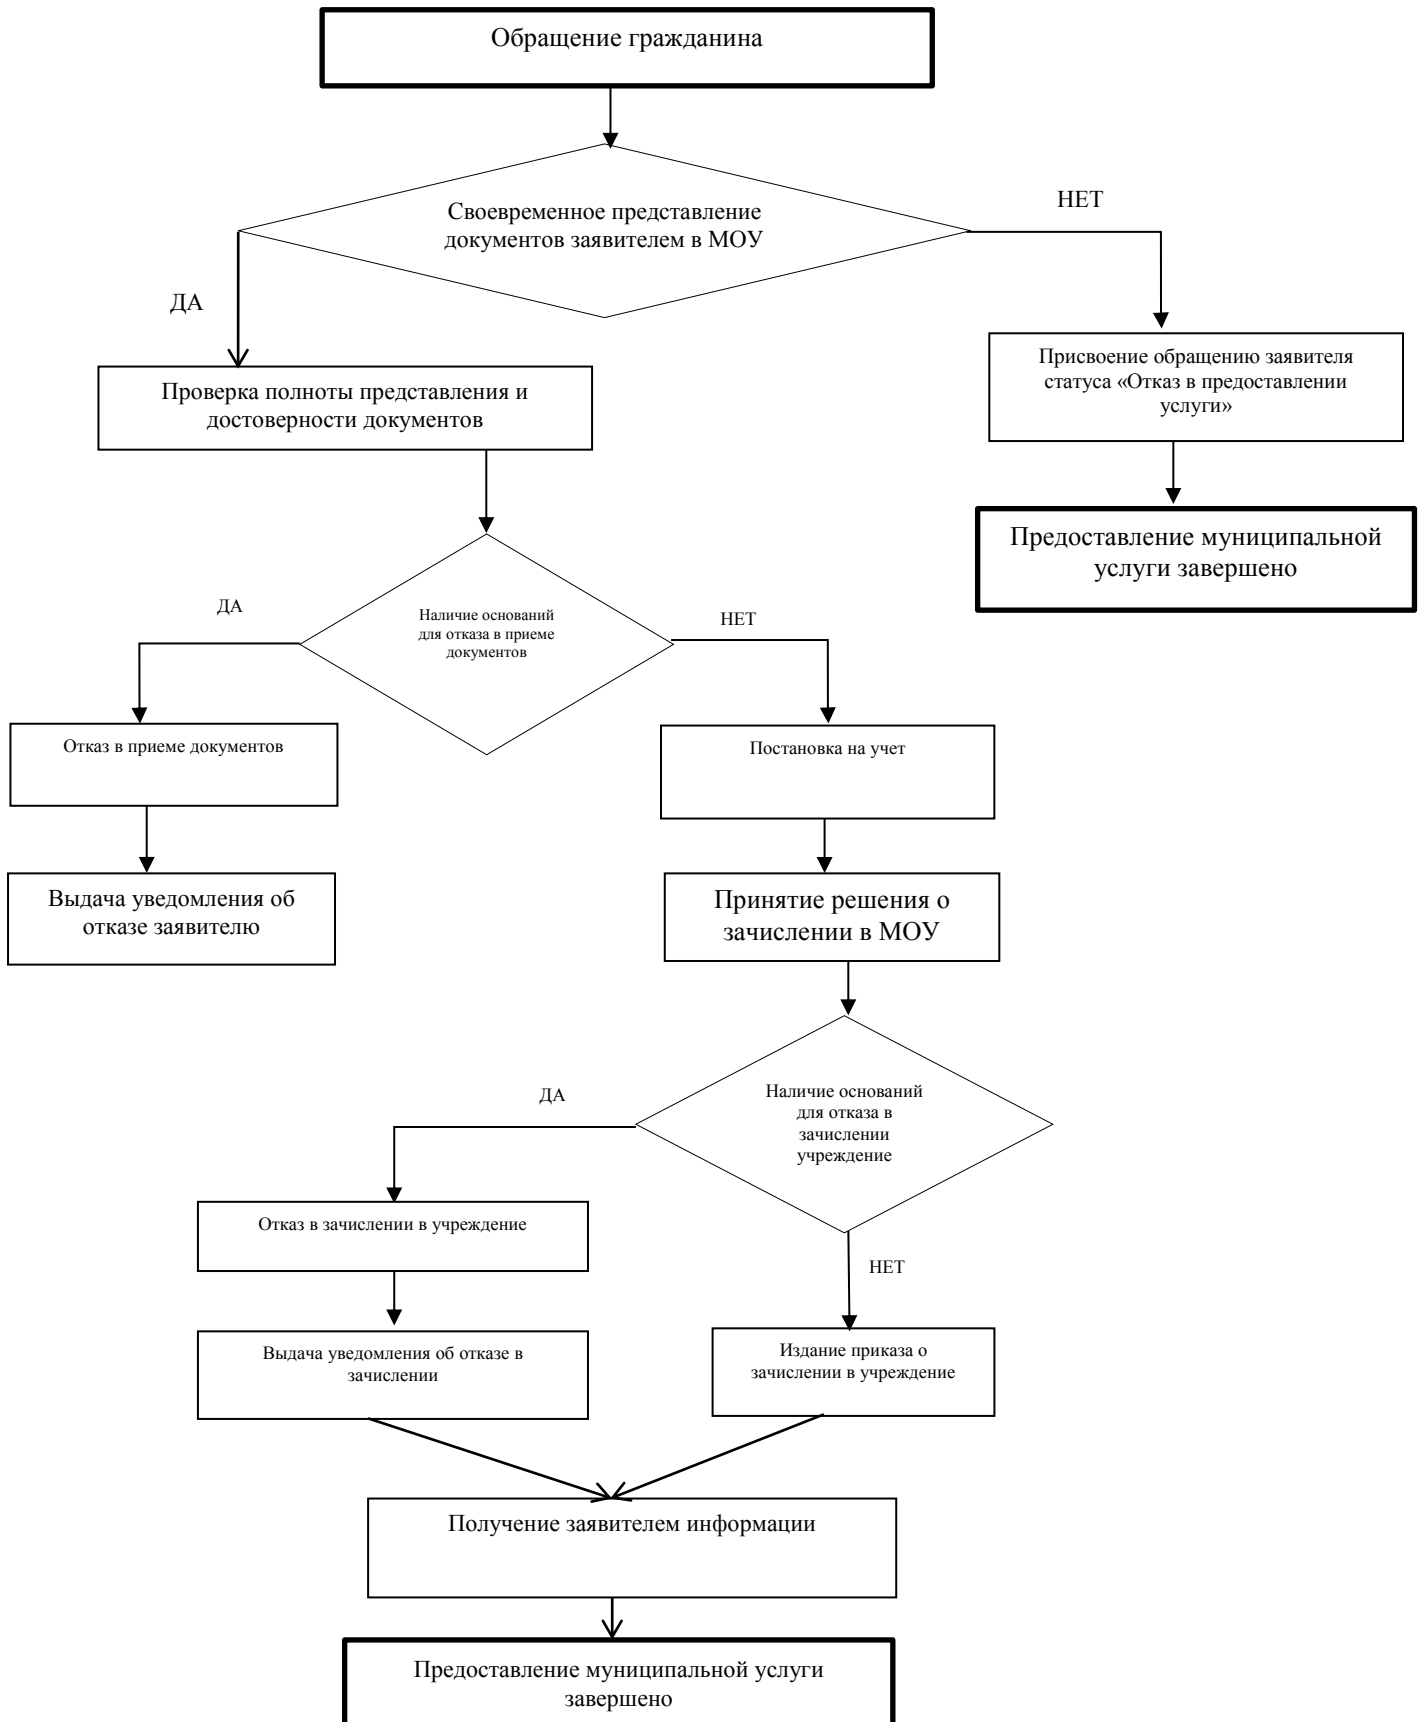 Обращение гражданина
Своевременное представление
документов заявителем в МОУ
НЕТ
ДА
Присвоение обращению заявителя
статуса «Отказ в предоставлении
услуги»
Проверка полноты представления и
достоверности документов
Предоставление муниципальной
услуги завершено
ДА
Наличие оснований
для отказа в приеме
документов
НЕТ
Отказ в приеме документов
Постановка на учет
Выдача уведомления об
отказе заявителю
Принятие решения о
зачислении в МОУ
ДА
Наличие оснований
для отказа в
зачислении
учреждение
Отказ в зачислении в учреждение
НЕТ
Выдача уведомления об отказе в
зачислении
Издание приказа о
зачислении в учреждение
Получение заявителем информации
Предоставление муниципальной услуги
завершено